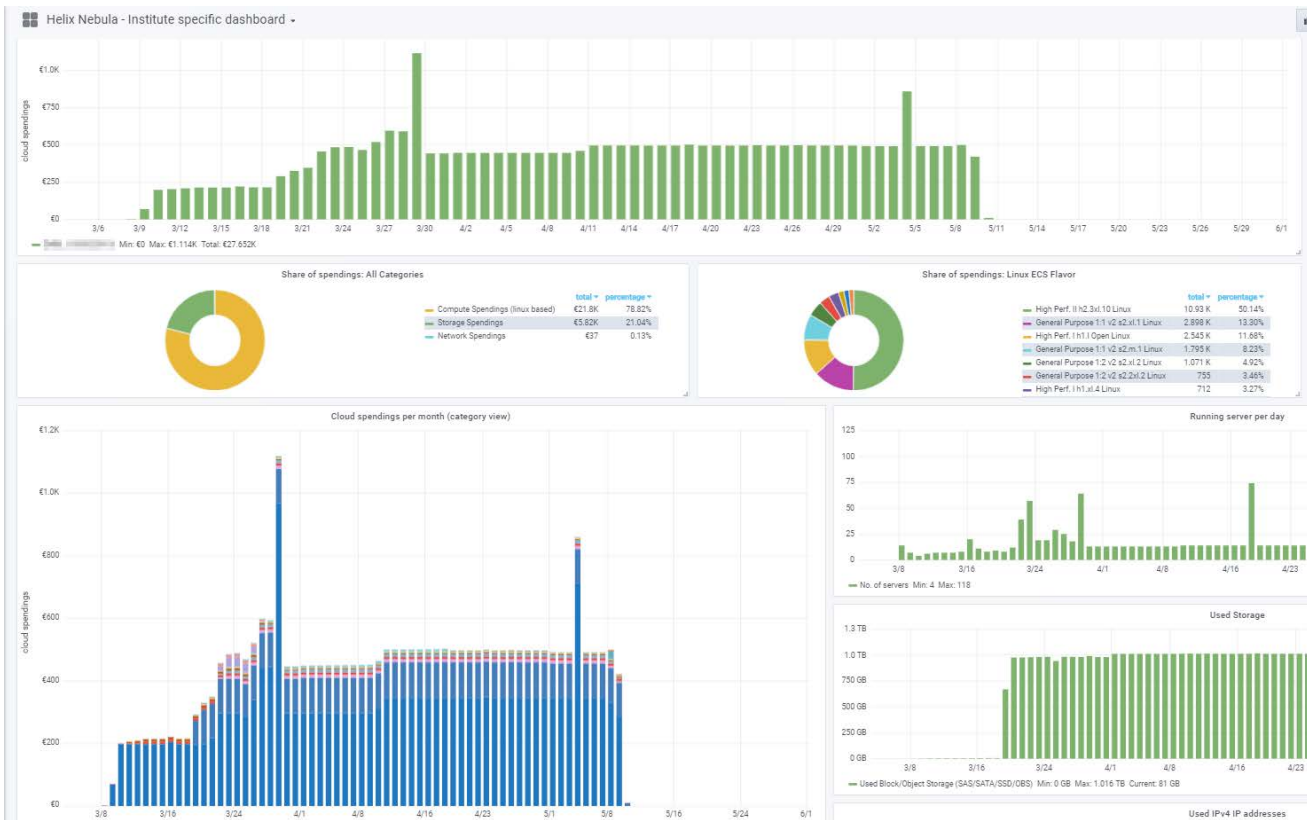 Helix Nebula - Institute specific dashboard
€1.0K
€750
€500
€250
€0
cloud spendings
3/6 3/9 3/12 3/15 3/18 3/21 3/24 3/27 3/30 4/2 4/5 4/8 4/11 4/14 4/17 4/20 4/23 4/26 4/29 5/2 5/5 5/8 5/11 5/14 5/17 5/20 5/23 5/26 5/29 6/1
Min: €0 Max: €1.114K Total: €27.652K
Share of spendings: All Categories
total percentage
Compute Spendings (linux based) €21.8K 78.82%
Storage Spendings €5.82K 21.04%
Network Spendings €37 0.13%
Share of spendings: Linux ECS Flavor
total percentage
High Perf. II h2.3xl.10 Linux 10.93 K 50.14%
General Purpose 1:1 v2 s2.xl.1 Linux 2.898 K 13.30%
High Perf. I h1.l Open Linux 2.545 K 11.68%
General Purpose 1:1 v2 s2.m.1 Linux 1.795 K 8.23%
General Purpose 1:2 v2 s2.xl.2 Linux 1.071 K 4.92%
General Purpose 1:2 v2 s2.2xl.2 Linux 755 3.46%
High Perf. I h1.xl.4 Linux 712 3.27%
Cloud spendings per month (category view)
€1.2K
€1.0K
€800
€600
€400
€200
€0
cloud spendings
3/8 3/16 3/24 4/1 4/8 4/16 4/23 5/1 5/8 5/16 5/24 6/1
Running server per day
125
100
75
50
25
0
3/8 3/16 3/24 4/1 4/8 4/16 4/23
No. of servers Min: 4 Max: 118
Used Storage
1.3 TB
1.0 TB
750 GB
500 GB
250 GB
0 GB
3/8 3/16 3/24 4/1 4/8 4/16 4/23
Used Block/Object Storage (SAS/SATA/SSD/OBS) Min: 0 GB Max: 1.016 TB Current: 81 GB
Used IPv4 IP addresses